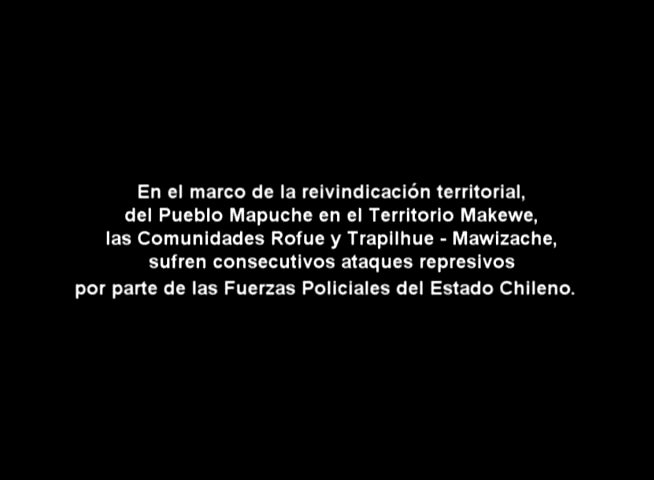 En el marco de la reivindicación territorial,
del Pueblo Mapuche en el Territorio Makewe,
las Comunidades Rofue y Trapilhue - Mawizache,
sufren consecutivos ataques represivos
por parte de las Fuerzas Policiales del Estado Chileno.